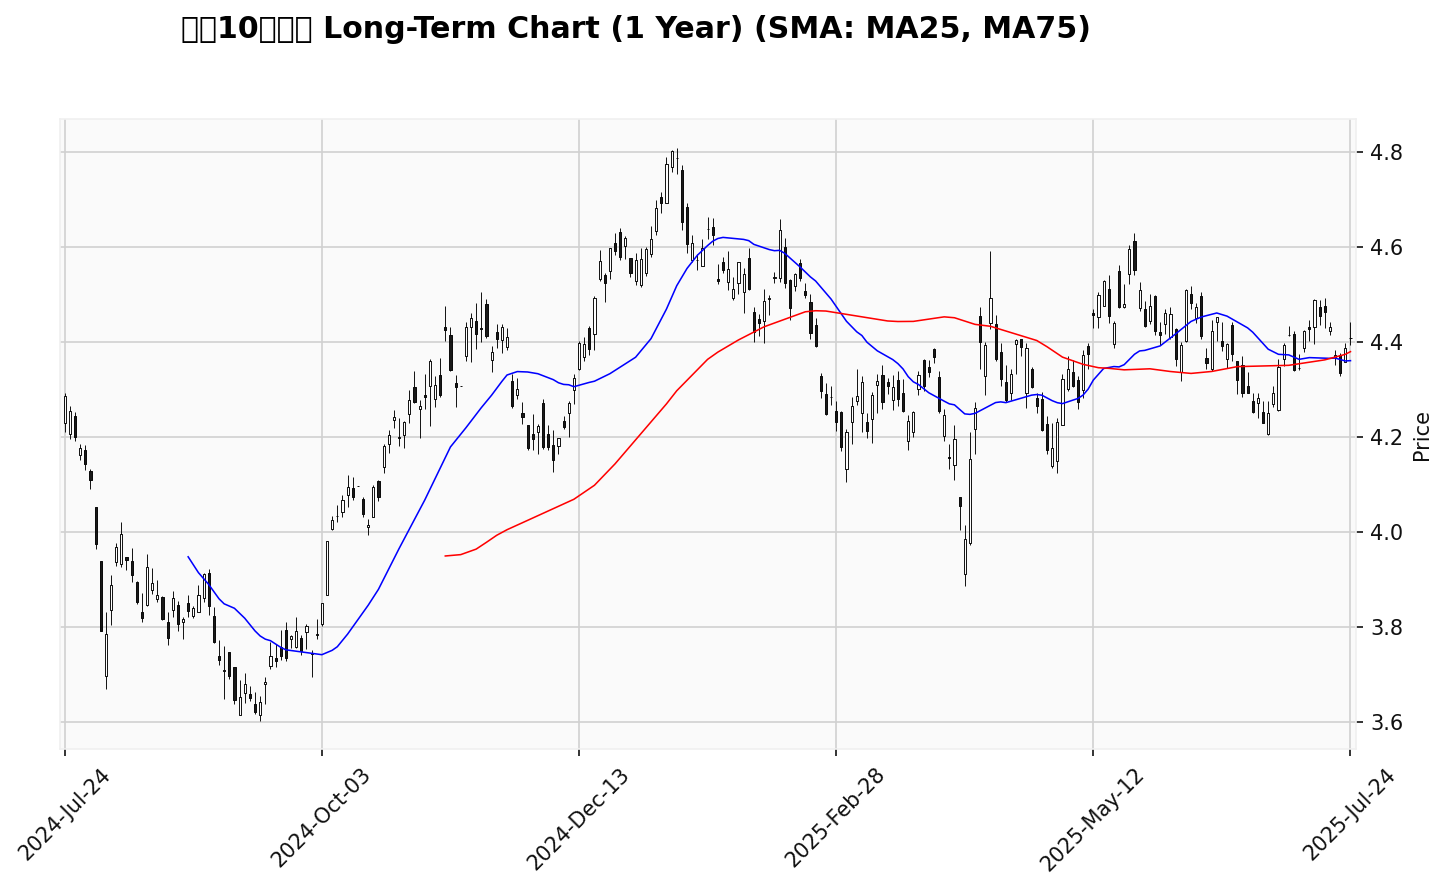 10 Long-Term Chart (1 Year) (SMA: MA25, MA75)
4.8
4.6
4.4
4.2
4.0
3.8
3.6
Price
2024-Jul-24
2024-Oct-03
2024-Dec-13
2025-Feb-28
2025-May-12
2025-Jul-24